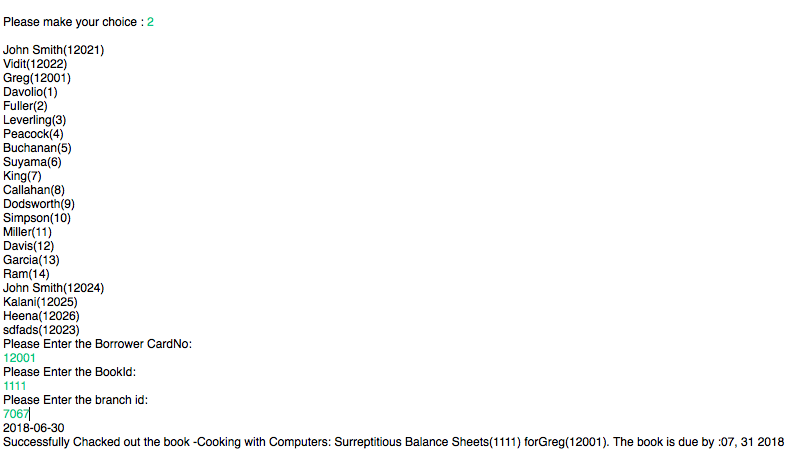 Please make your choice : 2
John Smith(12021)
Vidit(12022)
Greg(12001)
Davolio(1)
Fuller(2)
Leverling(3)
Peacock(4)
Buchanan(5)
Suyama(6)
King(7)
Callahan(8)
Dodsworth(9)
Simpson(10)
Miller(11)
Davis(12)
Garcia(13)
Ram(14)
John Smith(12024)
Kalani(12025)
Heena(12026)
sdfads(12023)
Please Enter the Borrower CardNo:
12001
Please Enter the BookId:
1111
Please Enter the branch id:
7067
2018-06-30
Successfully Chacked out the book -Cooking with Computers: Surreptitious Balance Sheets(1111) forGreg(12001). The book is due by :07, 31 2018